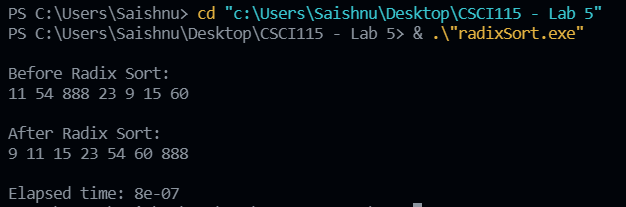 PS C:\Users\Saishnu> cd "c:\Users\Saishnu\Desktop\CSCI115 - Lab 5"
PS C:\Users\Saishnu\Desktop\CSCI115 - Lab 5> & .\"radixSort.exe"
Before Radix Sort:
11 54 888 23 9 15 60
After Radix Sort:
9 11 15 23 54 60 888
Elapsed time: 8e-07